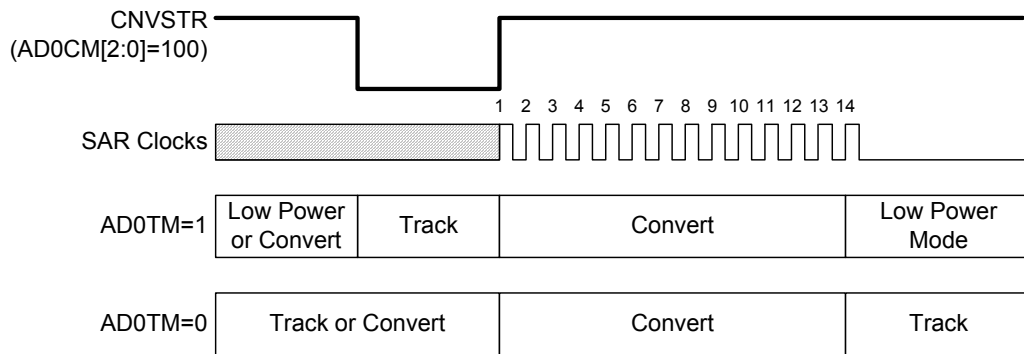 CNVSTR
(AD0CM[2:0]=100)
1 2 3 4 5 6 7 8 9 10 11 12 13 14
SAR Clocks
AD0TM=1
Low Power
or Convert
Track
Convert
Low Power
Mode
AD0TM=0
Track or Convert
Convert
Track